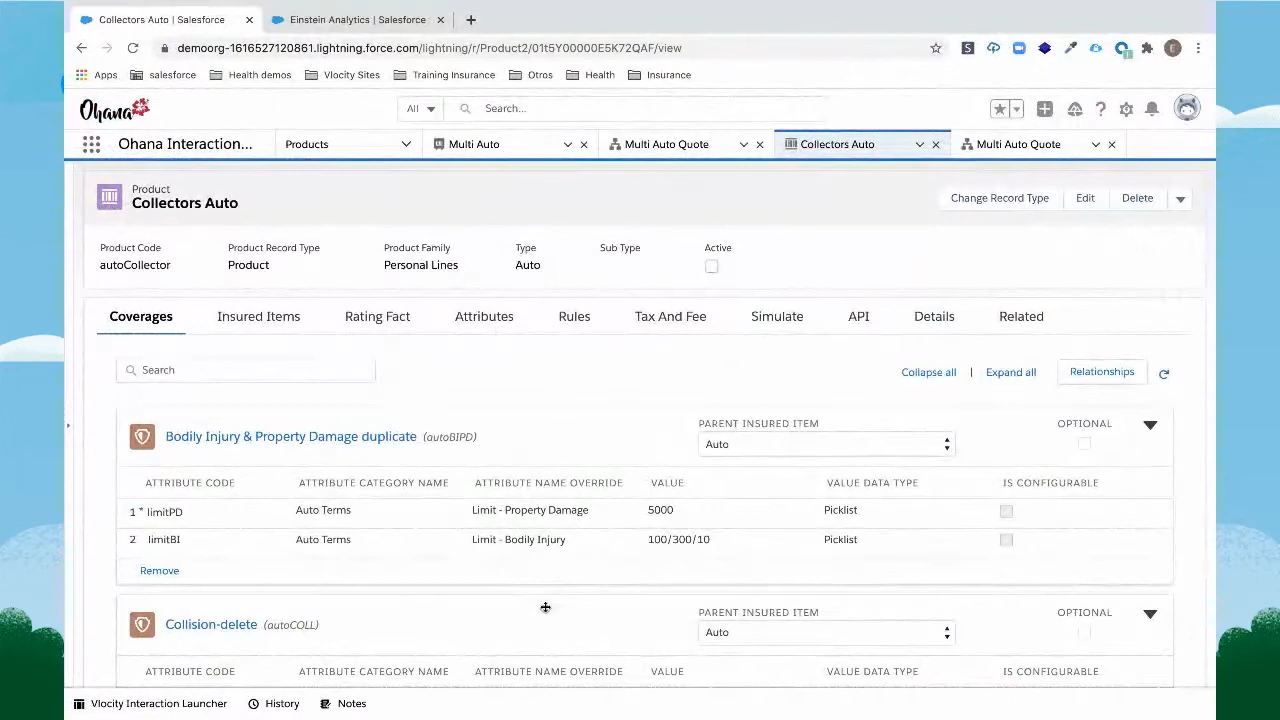 Collectors Auto | Salesforce
Einstein Analytics | Salesforce
demoorg-1616527120861.lightning.force.com/lightning/r/Product2/01t5Y00000E5K72QAF/view
S
1
E
Apps
salesforce
Health demos
Vlocity Sites
Training Insurance
Otros
Health
Insurance
Ohana
All
Search...
Ohana Interaction...
Products
Multi Auto
Multi Auto Quote
Collectors Auto
Multi Auto Quote
Product
Collectors Auto
Change Record Type
Edit
Delete
Product Code
Product Record Type
Product Family
Type
Sub Type
Active
autoCollector
Product
Personal Lines
Auto
Coverages
Insured Items
Rating Fact
Attributes
Rules
Tax And Fee
Simulate
API
Details
Related
Search
Collapse all | Expand all
Relationships
Bodily Injury & Property Damage duplicate (autoBIPD)
PARENT INSURED ITEM
Auto
OPTIONAL
ATTRIBUTE CODE ATTRIBUTE CATEGORY NAME ATTRIBUTE NAME OVERRIDE VALUE VALUE DATA TYPE IS CONFIGURABLE
1 * limitPD Auto Terms Limit - Property Damage 5000 Picklist
2 limitBI Auto Terms Limit - Bodily Injury 100/300/10 Picklist
Remove
Collision-delete (autoCOLL)
PARENT INSURED ITEM
Auto
OPTIONAL
ATTRIBUTE CODE ATTRIBUTE CATEGORY NAME ATTRIBUTE NAME OVERRIDE VALUE VALUE DATA TYPE IS CONFIGURABLE
Vlocity Interaction Launcher
History
Notes